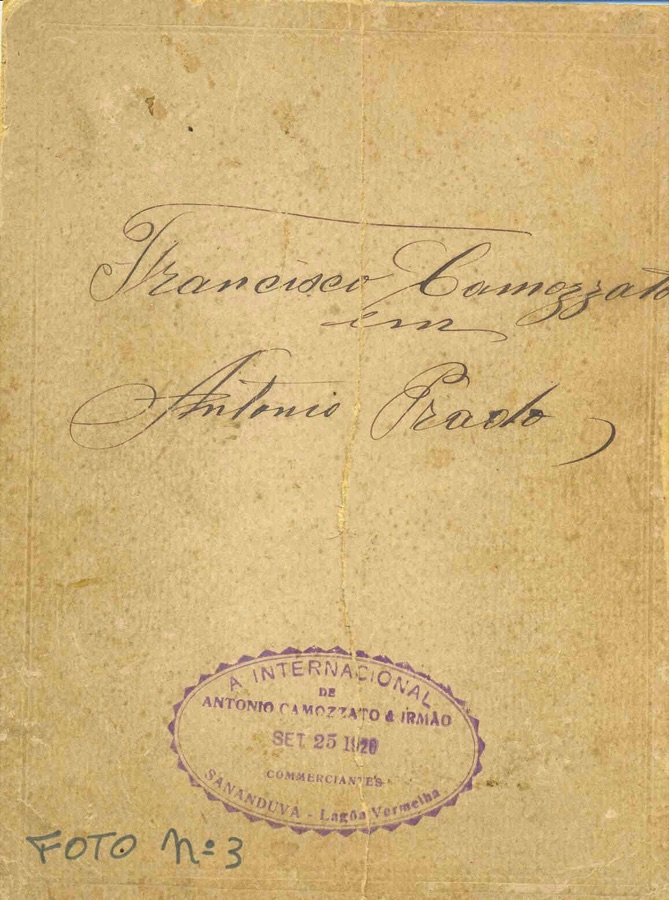 Francisco Camozzato
em
Antonio Prado
A INTERNACIONAL
DE
ANTONIO CAMOZZATO & IRMÃO
SET 25 1920
COMMERCIANTES
SANANDUVA - Lagôa Vermelha
FOTO Nº 3